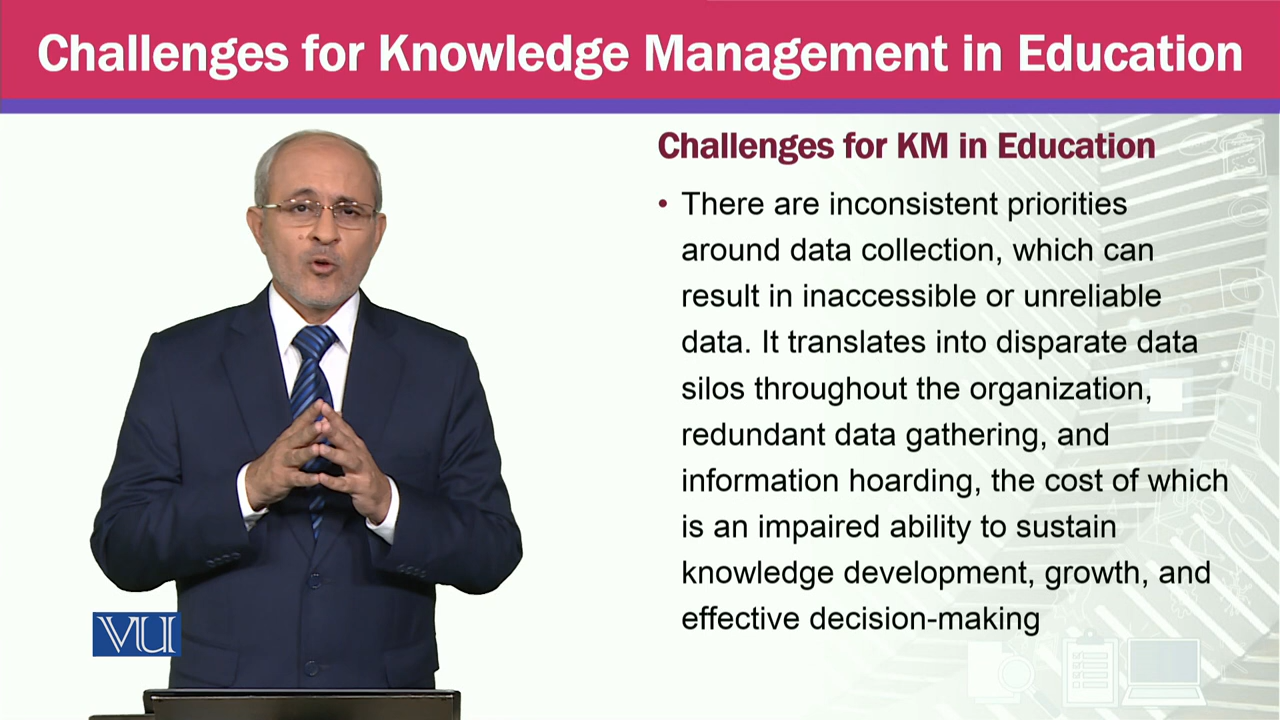 Challenges for Knowledge Management in Education
Challenges for KM in Education
• There are inconsistent priorities
around data collection, which can
result in inaccessible or unreliable
data. It translates into disparate data
silos throughout the organization,
redundant data gathering, and
information hoarding, the cost of which
is an impaired ability to sustain
knowledge development, growth, and
effective decision-making
VU